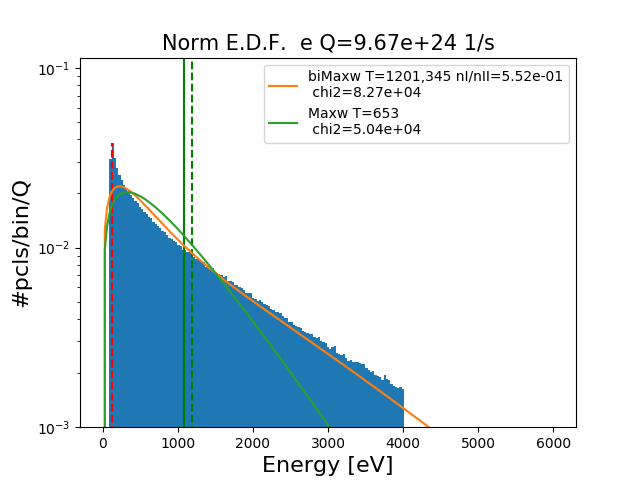 Norm E.D.F.  e Q=9.67e+24 1/s
biMaxw T=1201,345 nI/nII=5.52e-01
chi2=8.27e+04
Maxw T=653
chi2=5.04e+04
#pcls/bin/Q
10⁻¹
10⁻²
10⁻³
0 1000 2000 3000 4000 5000 6000
Energy [eV]